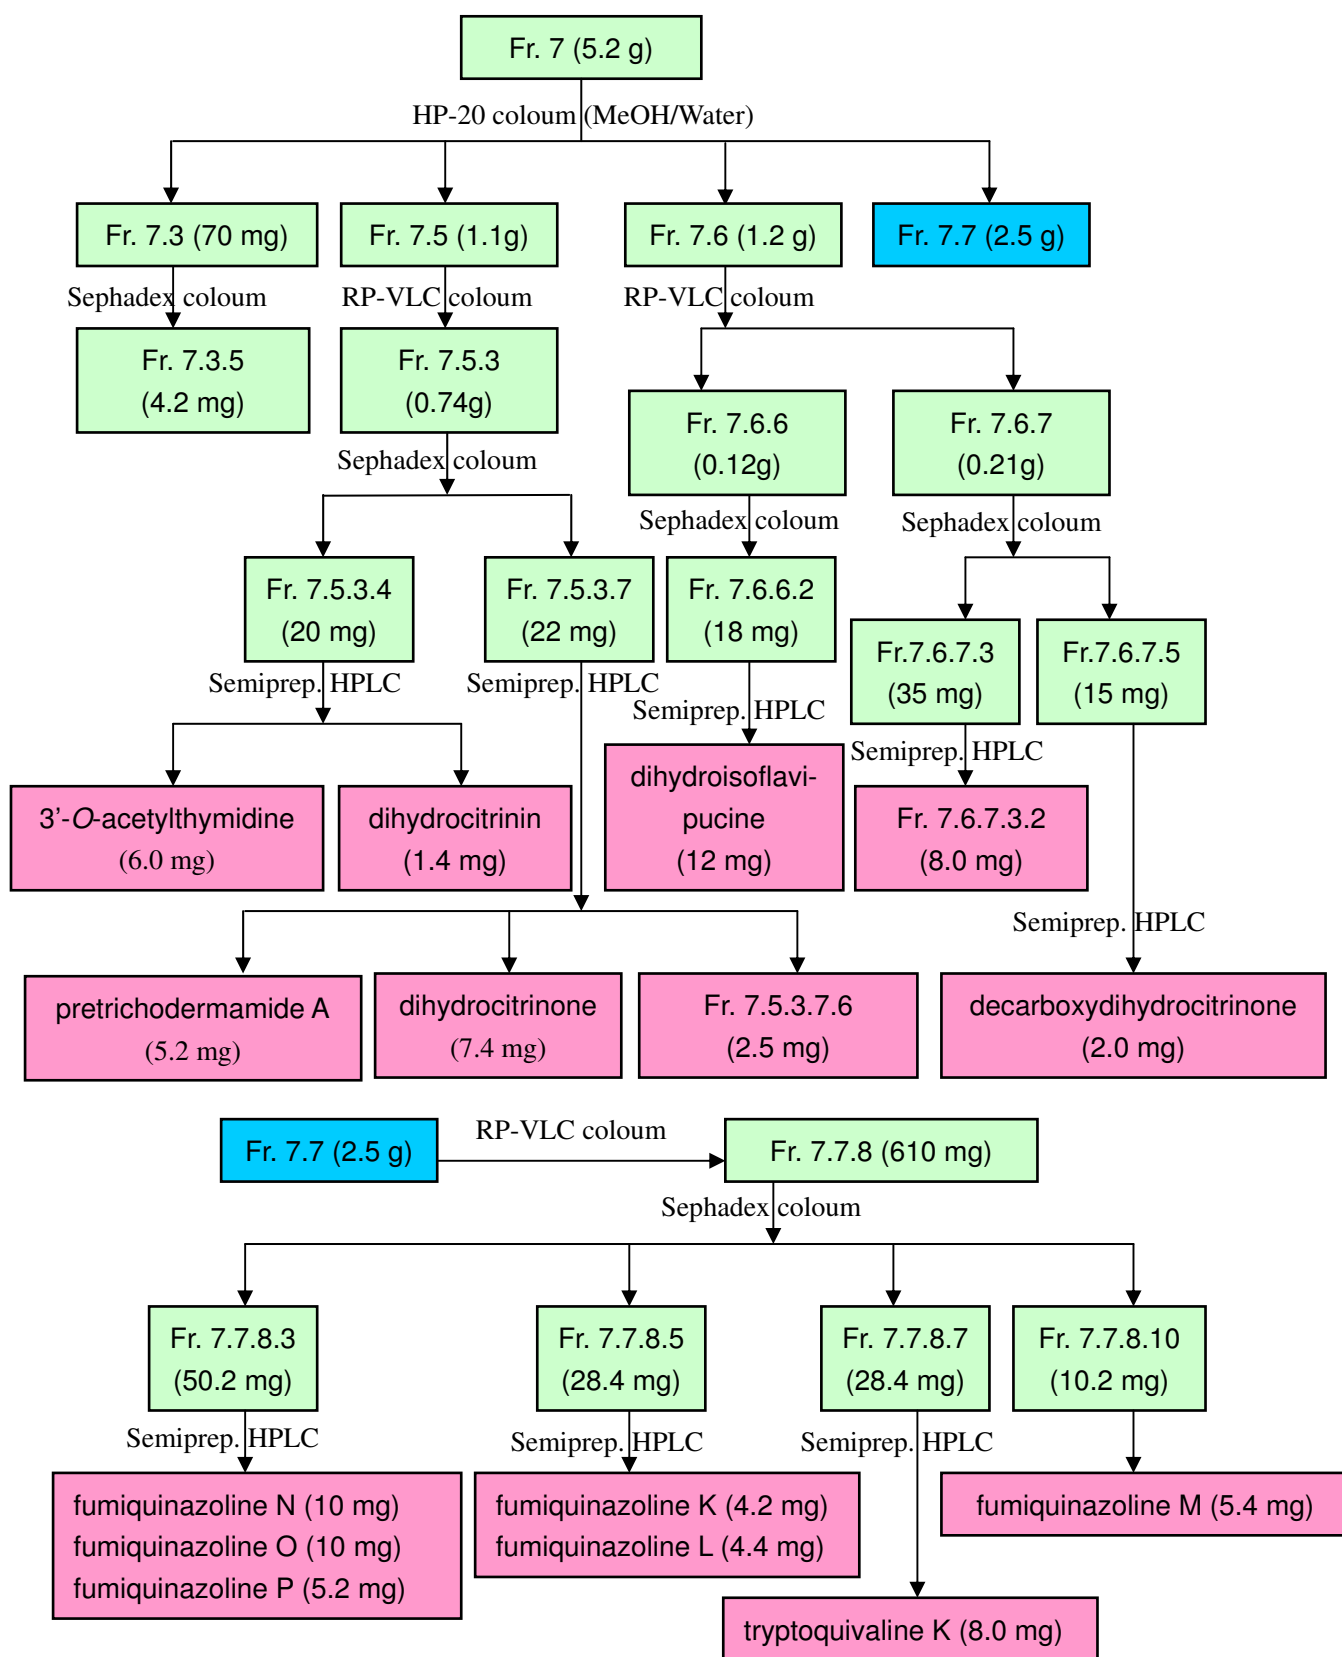 Fr. 7 (5.2 g)
HP-20 coloum (MeOH/Water)
Fr. 7.3 (70 mg)
Fr. 7.5 (1.1g)
Fr. 7.6 (1.2 g)
Fr. 7.7 (2.5 g)
Sephadex coloum
RP-VLC coloum
RP-VLC coloum
Fr. 7.3.5
(4.2 mg)
Fr. 7.5.3
(0.74g)
Fr. 7.6.6
(0.12g)
Fr. 7.6.7
(0.21g)
Sephadex coloum
Sephadex coloum
Sephadex coloum
Fr. 7.5.3.4
(20 mg)
Fr. 7.5.3.7
(22 mg)
Fr. 7.6.6.2
(18 mg)
Fr.7.6.7.3
(35 mg)
Fr.7.6.7.5
(15 mg)
Semiprep. HPLC
Semiprep. HPLC
Semiprep. HPLC
Semiprep. HPLC
3'-O-acetylthymidine
(6.0 mg)
dihydrocitrinin
(1.4 mg)
dihydroisoflavi-
pucine
(12 mg)
Fr. 7.6.7.3.2
(8.0 mg)
Semiprep. HPLC
pretrichodermamide A
(5.2 mg)
dihydrocitrinone
(7.4 mg)
Fr. 7.5.3.7.6
(2.5 mg)
decarboxydihydrocitrinone
(2.0 mg)
Fr. 7.7 (2.5 g)
RP-VLC coloum
Fr. 7.7.8 (610 mg)
Sephadex coloum
Fr. 7.7.8.3
(50.2 mg)
Fr. 7.7.8.5
(28.4 mg)
Fr. 7.7.8.7
(28.4 mg)
Fr. 7.7.8.10
(10.2 mg)
Semiprep. HPLC
Semiprep. HPLC
Semiprep. HPLC
fumiquinazoline N (10 mg)
fumiquinazoline O (10 mg)
fumiquinazoline P (5.2 mg)
fumiquinazoline K (4.2 mg)
fumiquinazoline L (4.4 mg)
fumiquinazoline M (5.4 mg)
tryptoquivaline K (8.0 mg)